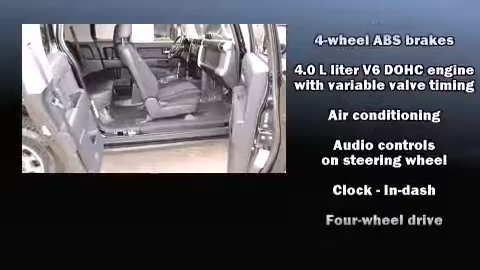 4-wheel ABS brakes
4.0 L liter V6 DOHC engine
with variable valve timing
Air conditioning
Audio controls
on steering wheel
Clock - In-dash
Four-wheel drive